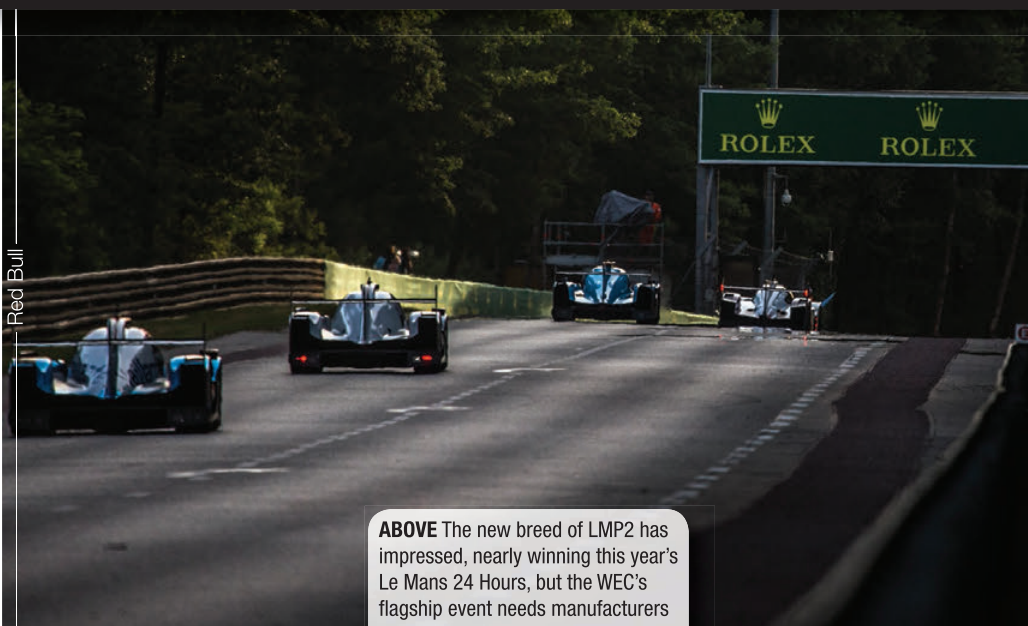 ROLEX ROLEX
Red Bull
ABOVE The new breed of LMP2 has
impressed, nearly winning this year's
Le Mans 24 Hours, but the WEC's
flagship event needs manufacturers